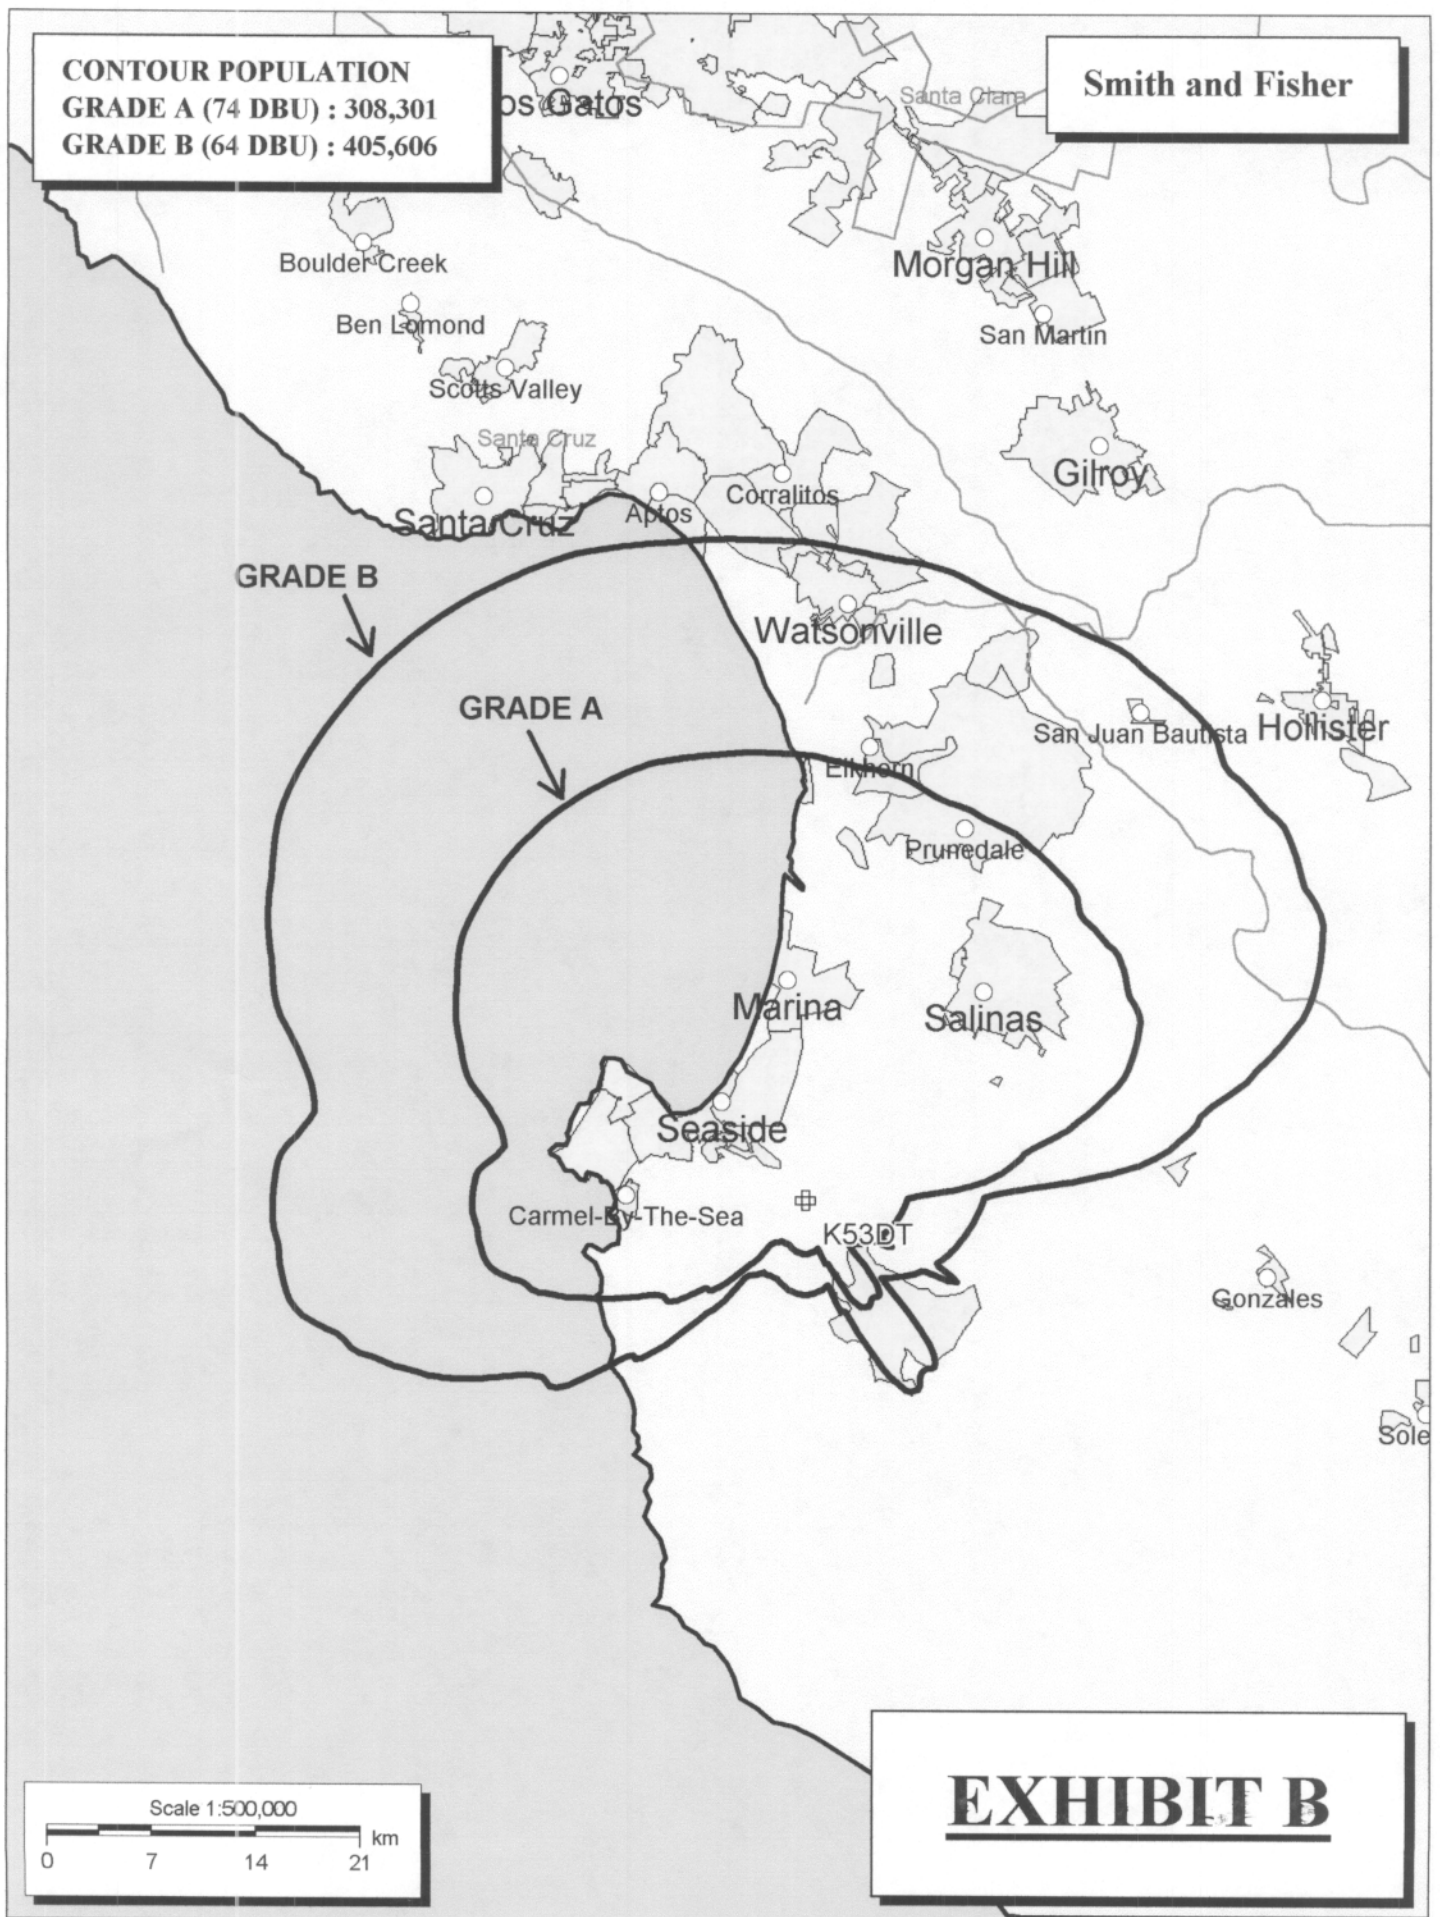 CONTOUR POPULATION
GRADE A (74 DBU) : 308,301
GRADE B (64 DBU) : 405,606
Smith and Fisher
os Gatos
Santa Clara
Boulder Creek
Morgan Hill
Ben Lomond
San Martin
Scotts Valley
Santa Cruz
Gilroy
Corralitos
Aptos
Santa Cruz
GRADE B
Watsonville
GRADE A
San Juan Bautista
Hollister
Elkhorn
Prunedale
Marina
Salinas
Seaside
Carmel-By-The-Sea
K53DT
Gonzales
Sole
EXHIBIT B
Scale 1:500,000
km
0 7 14 21